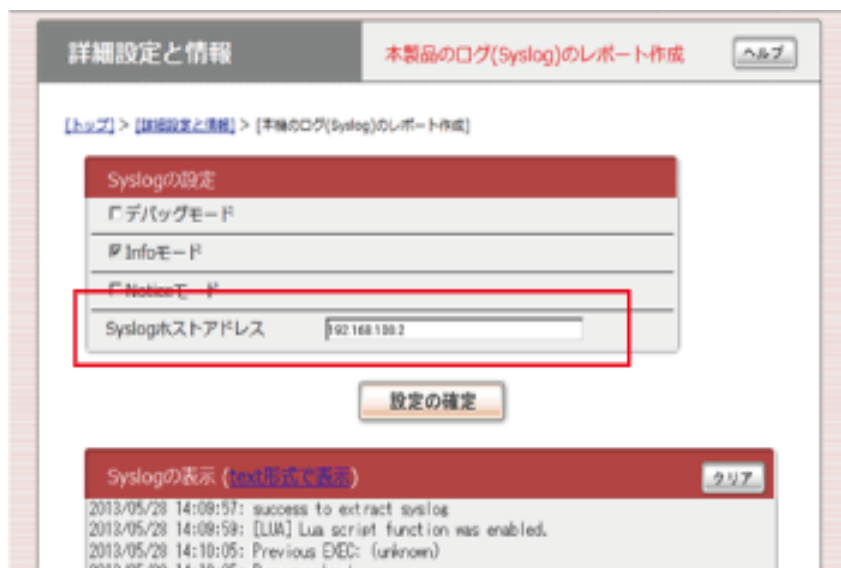 詳細設定と情報
本製品のログ(Syslog)のレポート作成
ヘルプ
[トップ] > [詳細設定と情報] > [本機のログ(Syslog)のレポート作成]
Syslogの設定
デバッグモード
Infoモード
Noticeモード
Syslogホストアドレス 192.168.100.2
設定の確定
Syslogの表示 (text形式で表示)
クリア
2013/05/28 14:09:57: success to extract syslog
2013/05/28 14:09:59: [LUA] Lua script function was enabled.
2013/05/28 14:10:05: Previous EXEC: (unknown)